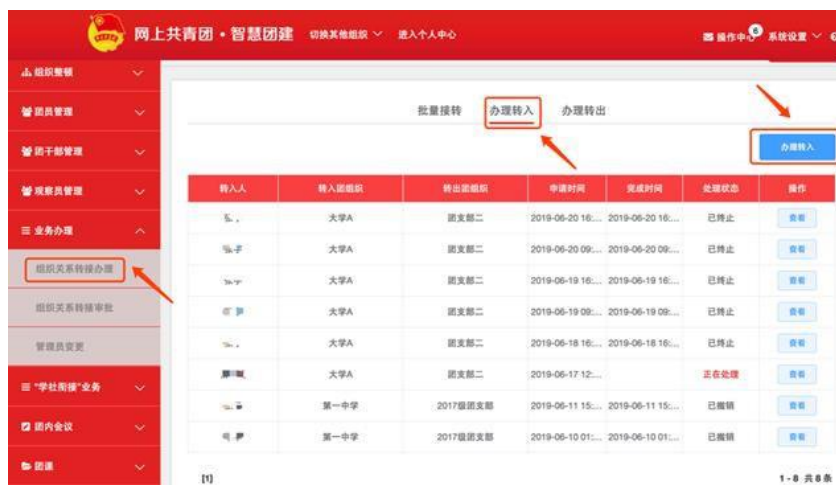 网上共青团·智慧团建 切换其他组织 进入个人中心 操作中心 6 系统设置
组织整顿
团员管理
团干部管理
观察员管理
业务办理
组织关系转接办理
组织关系转接审批
管理员变更
"学社衔接"业务
团内会议
团课
批量接转 办理转入 办理转出
办理转入
转入人 转入团组织 转出团组织 申请时间 完成时间 处理状态 操作
大学A 团支部二 2019-06-20 16:... 2019-06-20 16:... 已终止 查看
大学A 团支部二 2019-06-20 09:... 2019-06-20 09:... 已终止 查看
大学A 团支部二 2019-06-19 16:... 2019-06-19 16:... 已终止 查看
大学A 团支部二 2019-06-19 09:... 2019-06-19 09:... 已终止 查看
大学A 团支部二 2019-06-18 16:... 2019-06-18 16:... 已终止 查看
大学A 团支部二 2019-06-17 12:... 正在处理 查看
第一中学 2017级团支部 2019-06-11 15:... 2019-06-11 15:... 已撤销 查看
第一中学 2017级团支部 2019-06-10 01:... 2019-06-10 01:... 已撤销 查看
[1] 1-8 共8条